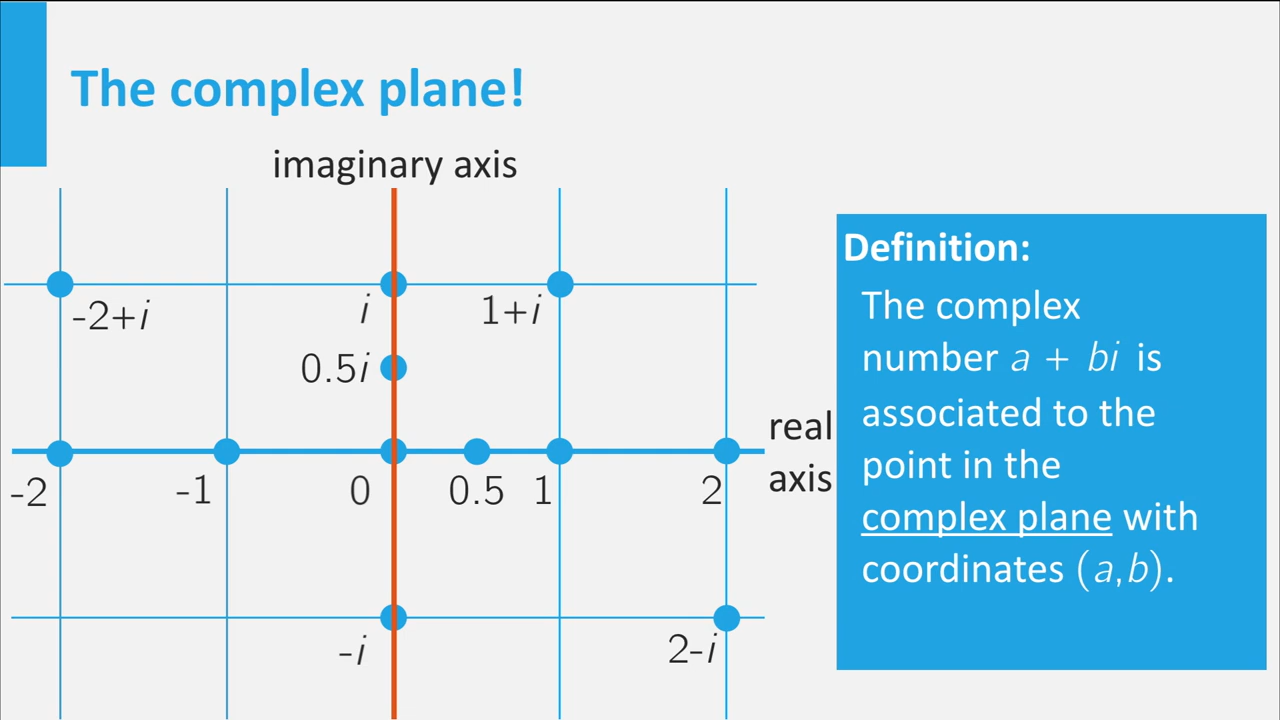 The complex plane!
imaginary axis
-2+i
i
1+i
0.5i
real
axis
-2
-1
0
0.5
1
2
-i
2-i
Definition:
The complex
number a + bi is
associated to the
point in the
complex plane with
coordinates (a,b).